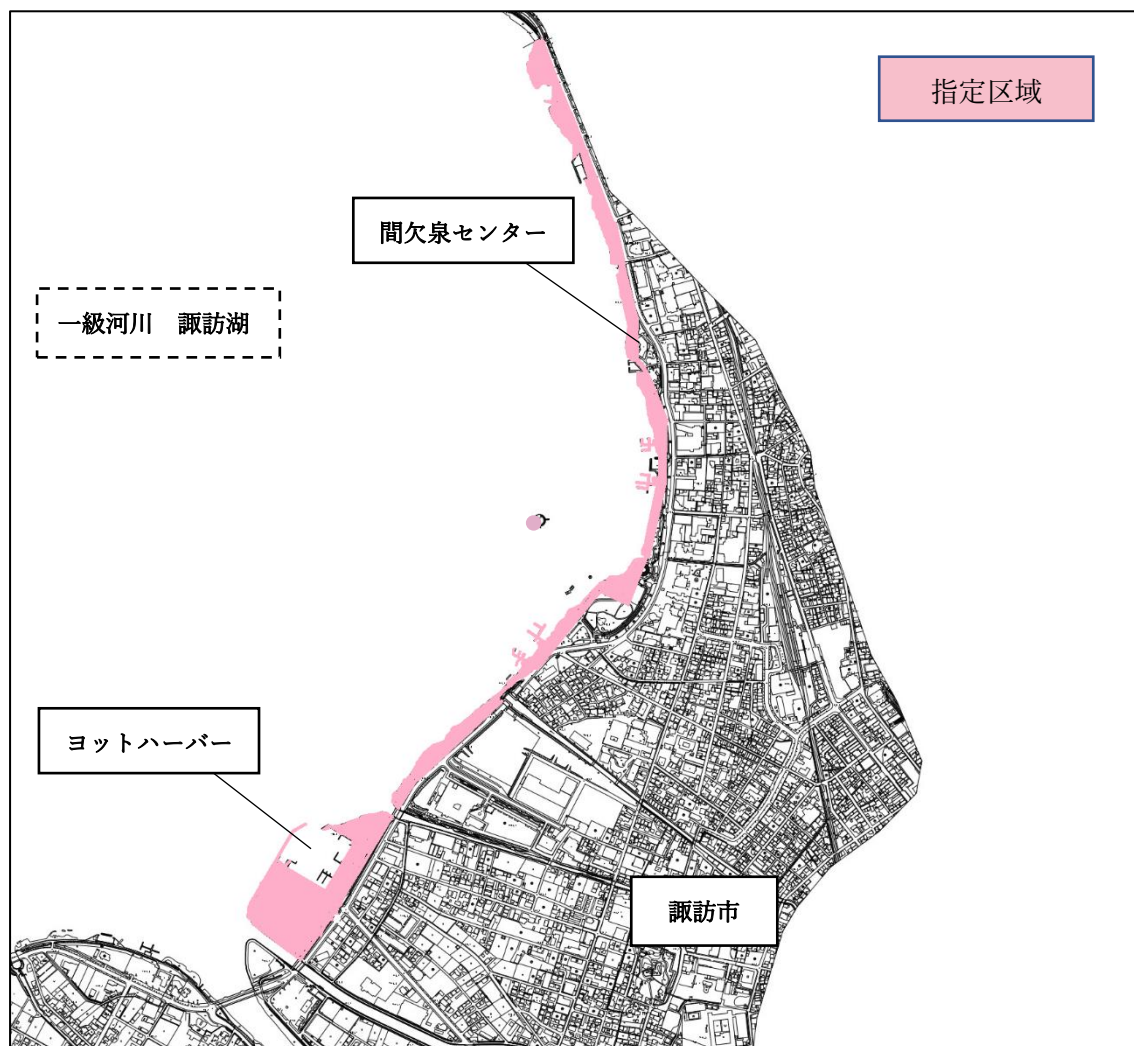 指定区域
間欠泉センター
一級河川　諏訪湖
ヨットハーバー
諏訪市